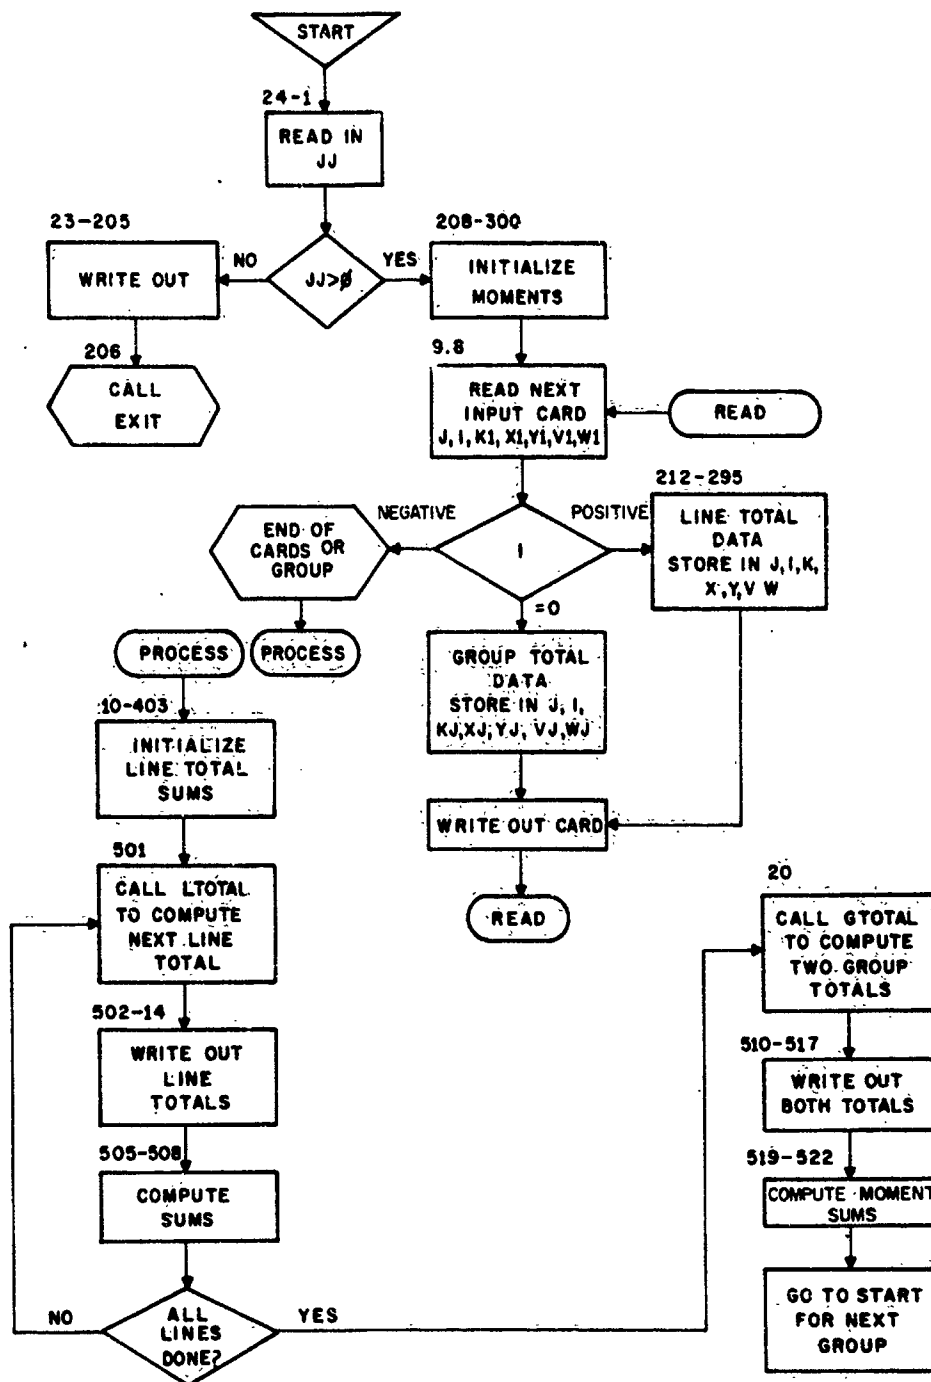 START
24-1
READ IN
JJ
23-205
WRITE OUT
NO
JJ>Ø
YES
208-300
INITIALIZE
MOMENTS
206
CALL
EXIT
9.8
READ NEXT
INPUT CARD
J, I, K1, X1, Y1, V1, W1
READ
212-295
NEGATIVE
POSITIVE
END OF
CARDS OR
GROUP
I
LINE TOTAL
DATA
STORE IN J, I, K,
X, Y, V W
=0
PROCESS
PROCESS
GROUP TOTAL
DATA
STORE IN J, I,
KJ, XJ, YJ, VJ, WJ
10-403
INITIALIZE
LINE TOTAL
SUMS
WRITE OUT CARD
READ
501
CALL LTOTAL
TO COMPUTE
NEXT LINE
TOTAL
502-14
WRITE OUT
LINE
TOTALS
505-508
COMPUTE
SUMS
NO
ALL
LINES
DONE?
YES
20
CALL GTOTAL
TO COMPUTE
TWO GROUP
TOTALS
510-517
WRITE OUT
BOTH TOTALS
519-522
COMPUTE MOMENT
SUMS
GO TO START
FOR NEXT
GROUP